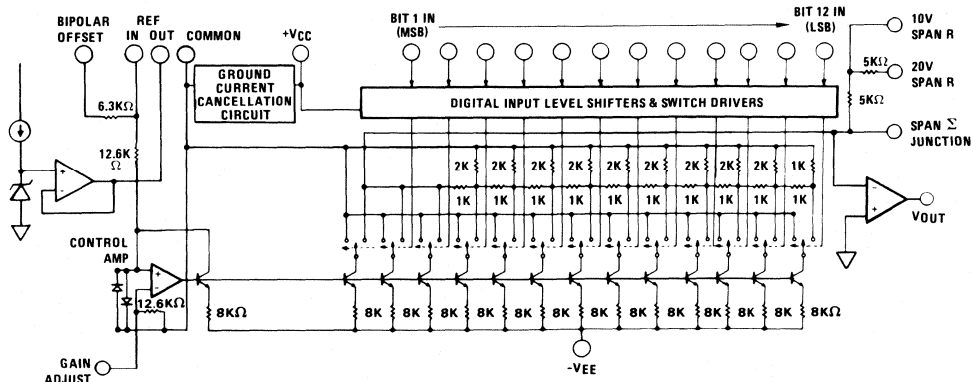 BIPOLAR OFFSET
REF
IN OUT
COMMON
+VCC
BIT 1 IN
(MSB)
BIT 12 IN
(LSB)
10V
SPAN R
5KΩ
20V
SPAN R
5KΩ
GROUND
CURRENT
CANCELLATION
CIRCUIT
DIGITAL INPUT LEVEL SHIFTERS & SWITCH DRIVERS
6.3KΩ
SPAN Σ
JUNCTION
12.6K
Ω
2K 2K 2K 2K 2K 2K 2K 2K 1K
1K 1K 1K 1K 1K 1K 1K 1K 1K
+
-
-
+
VOUT
CONTROL
AMP
+
-
12.6KΩ
8KΩ
8K 8K 8K 8K 8K 8K 8K 8K 8K 8K 8K 8KΩ
-VEE
GAIN
ADJUST